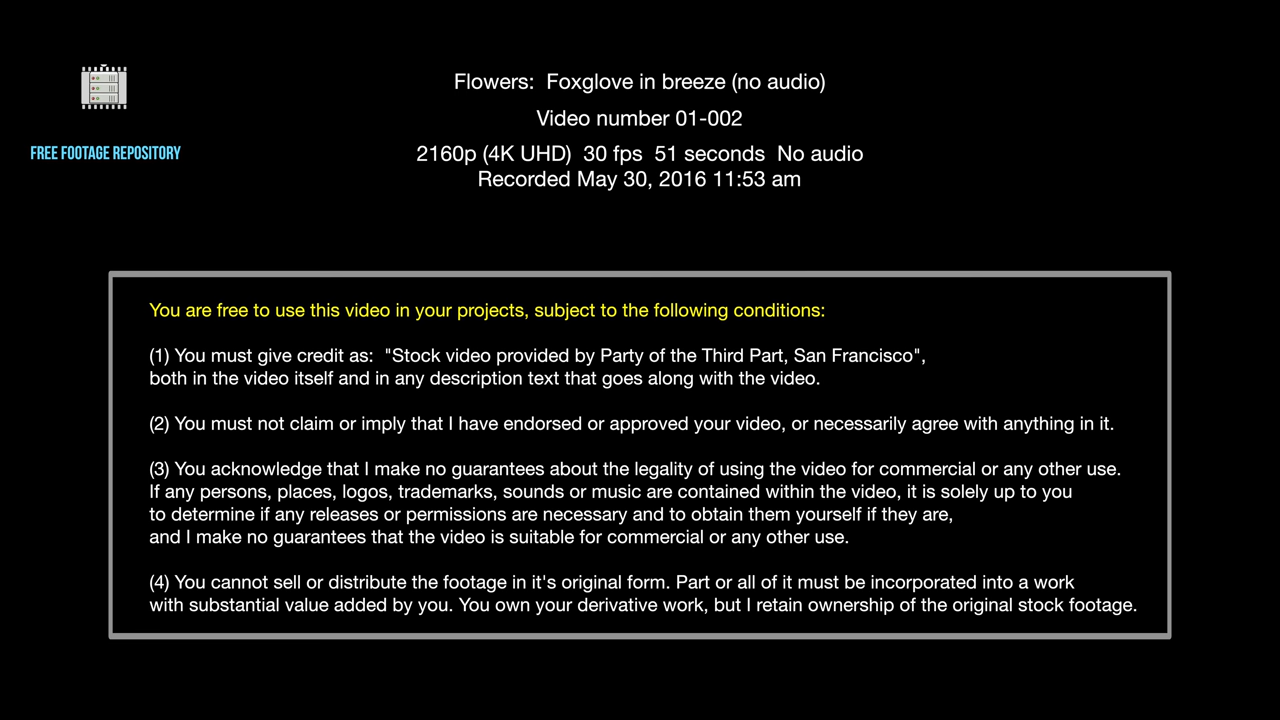 Flowers:  Foxglove in breeze (no audio)
Video number 01-002
FREE FOOTAGE REPOSITORY
2160p (4K UHD)  30 fps  51 seconds  No audio
Recorded May 30, 2016 11:53 am
You are free to use this video in your projects, subject to the following conditions:
(1) You must give credit as:  "Stock video provided by Party of the Third Part, San Francisco",
both in the video itself and in any description text that goes along with the video.
(2) You must not claim or imply that I have endorsed or approved your video, or necessarily agree with anything in it.
(3) You acknowledge that I make no guarantees about the legality of using the video for commercial or any other use.
If any persons, places, logos, trademarks, sounds or music are contained within the video, it is solely up to you
to determine if any releases or permissions are necessary and to obtain them yourself if they are,
and I make no guarantees that the video is suitable for commercial or any other use.
(4) You cannot sell or distribute the footage in it's original form. Part or all of it must be incorporated into a work
with substantial value added by you. You own your derivative work, but I retain ownership of the original stock footage.